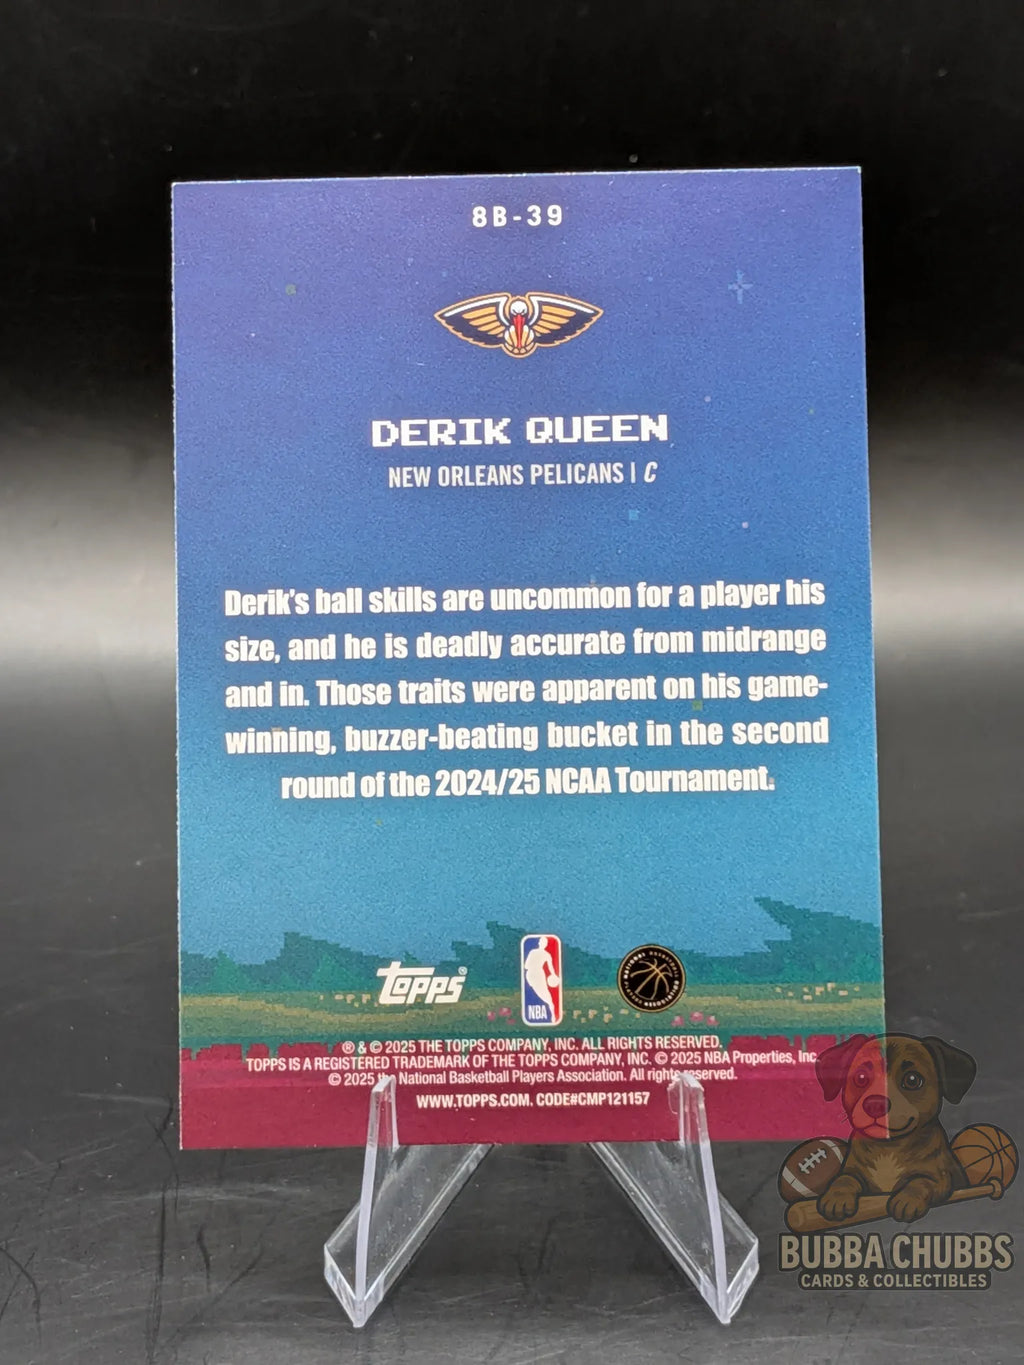 8B-39
DERIK QUEEN
NEW ORLEANS PELICANS | C
Derik's ball skills are uncommon for a player his
size, and he is deadly accurate from midrange
and in. Those traits were apparent on his game-
winning, buzzer-beating bucket in the second
round of the 2024/25 NCAA Tournament.
Topps®
NBA
® & © 2025 THE TOPPS COMPANY, INC. ALL RIGHTS RESERVED.
TOPPS IS A REGISTERED TRADEMARK OF THE TOPPS COMPANY, INC. © 2025 NBA Properties, Inc.
© 2025 the National Basketball Players Association. All rights reserved.
WWW.TOPPS.COM. CODE#CMP121157
BUBBA CHUBBS
CARDS & COLLECTIBLES